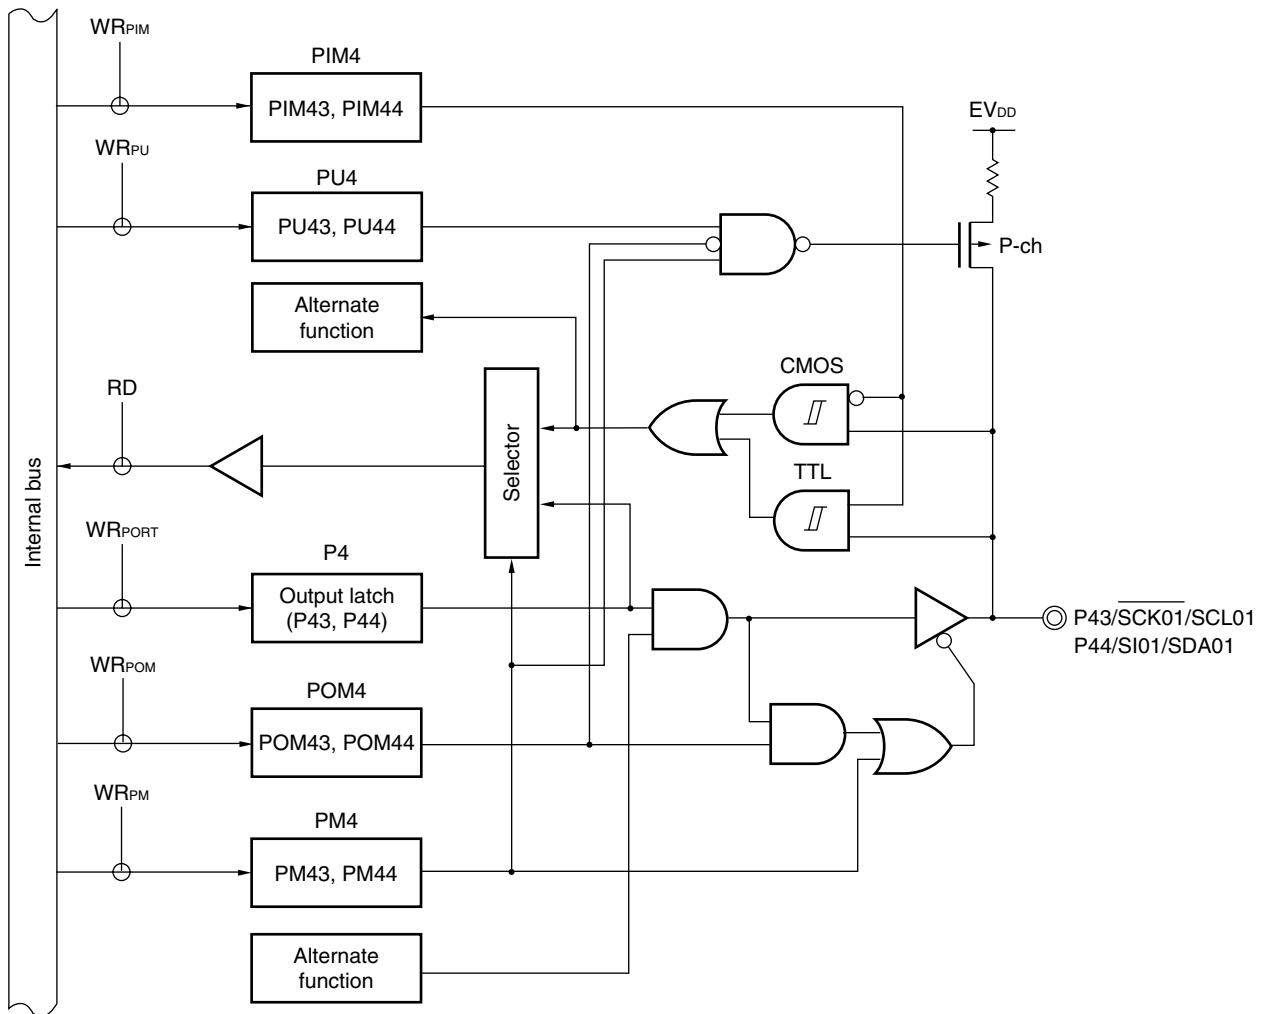 WRPIM
PIM4
PIM43, PIM44
EVDD
WRPU
PU4
PU43, PU44
P-ch
Alternate
function
CMOS
RD
Selector
TTL
Internal bus
WRPORT
P4
Output latch
(P43, P44)
P43/SCK01/SCL01
P44/SI01/SDA01
WRPOM
POM4
POM43, POM44
WRPM
PM4
PM43, PM44
Alternate
function